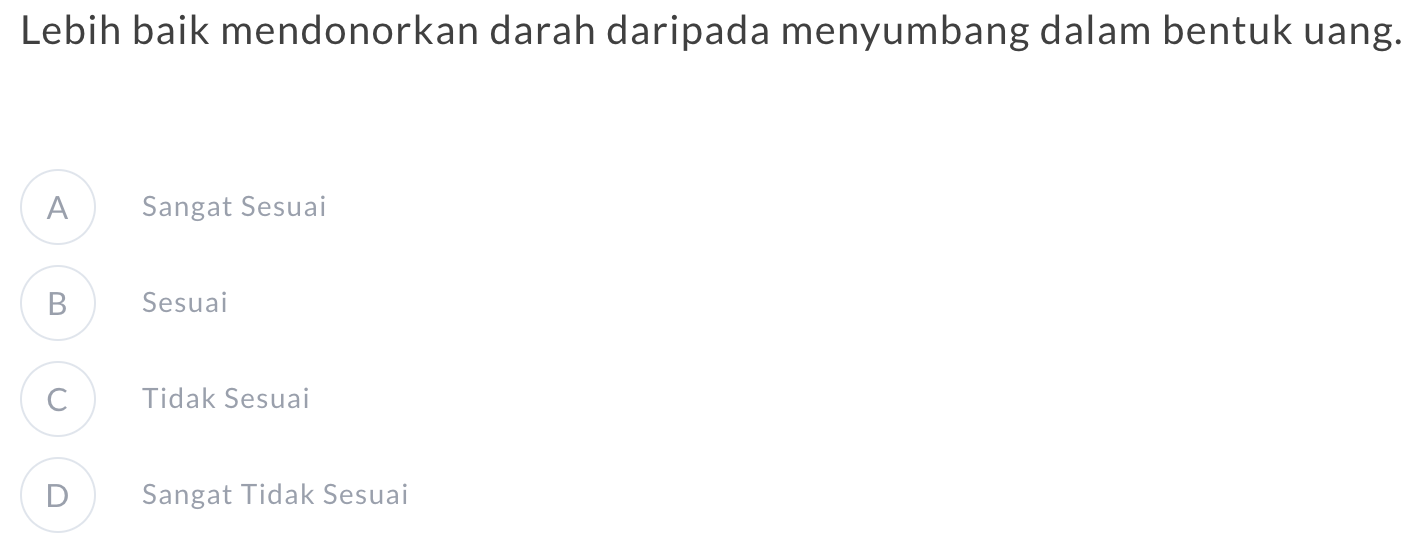 Lebih baik mendonorkan darah daripada menyumbang dalam bentuk uang.
A Sangat Sesuai
B Sesuai
C Tidak Sesuai
D Sangat Tidak Sesuai